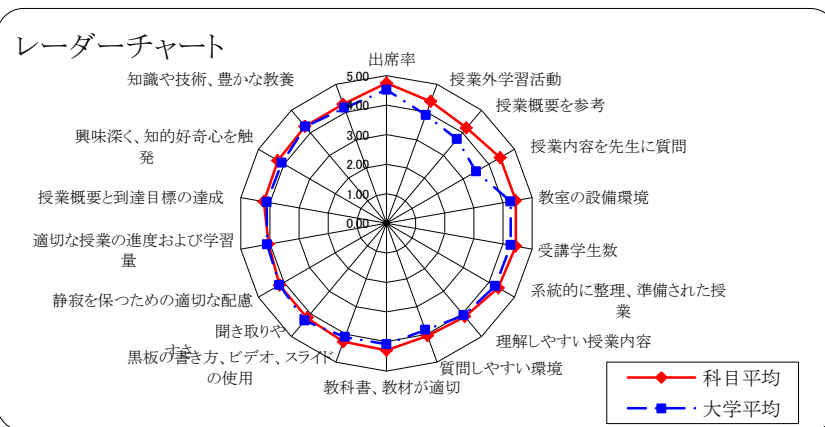 レーダーチャート
出席率
授業外学習活動
授業概要を参考
授業内容を先生に質問
教室の設備環境
受講学生数
系統的に整理、準備された授
業
理解しやすい授業内容
質問しやすい環境
教科書、教材が適切
黒板の書き方、ビデオ、スライド
の使用
聞き取りや
すさ
静寂を保つための適切な配慮
適切な授業の進度および学習
量
授業概要と到達目標の達成
興味深く、知的好奇心を触
発
知識や技術、豊かな教養
5.00
4.00
3.00
2.00
1.00
0.00
科目平均
大学平均